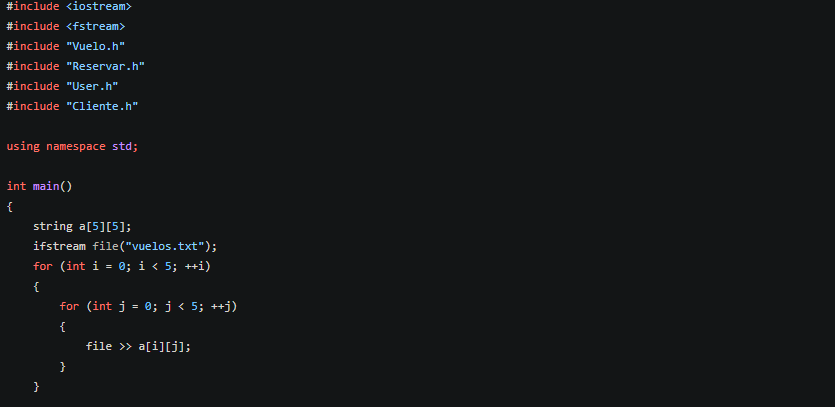 #include <iostream>
#include <fstream>
#include "Vuelo.h"
#include "Reservar.h"
#include "User.h"
#include "Cliente.h"

using namespace std;

int main()
{
    string a[5][5];
    ifstream file("vuelos.txt");
    for (int i = 0; i < 5; ++i)
    {
        for (int j = 0; j < 5; ++j)
        {
            file >> a[i][j];
        }
    }